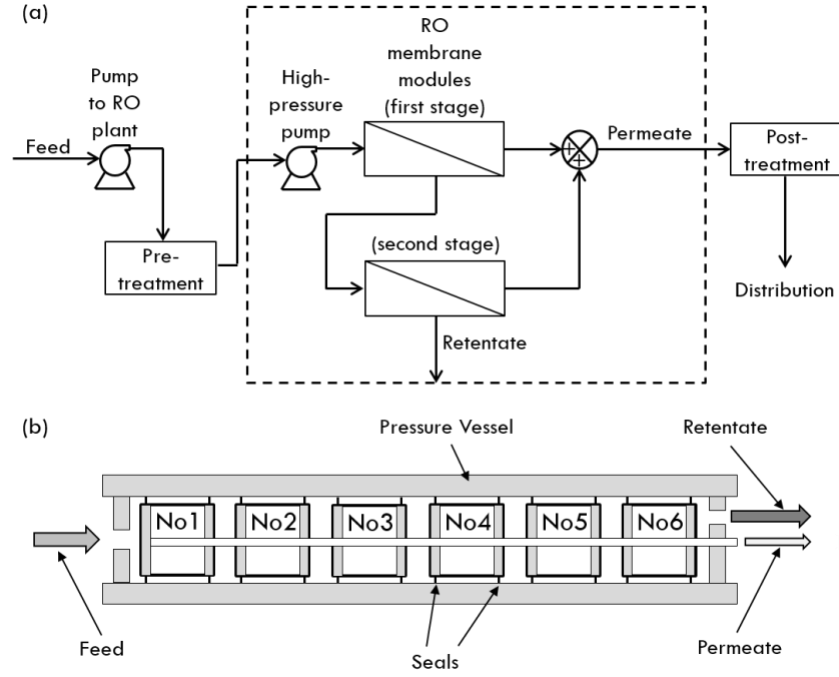 (a)
RO
membrane
modules
(first stage)
Pump
to RO
plant
High-
pressure
pump
Feed
Permeate
Post-
treatment
+
+
Pre-
treatment
(second stage)
Distribution
Retentate
(b)
Pressure Vessel
Retentate
No1
No2
No3
No4
No5
No6
Feed
Seals
Permeate